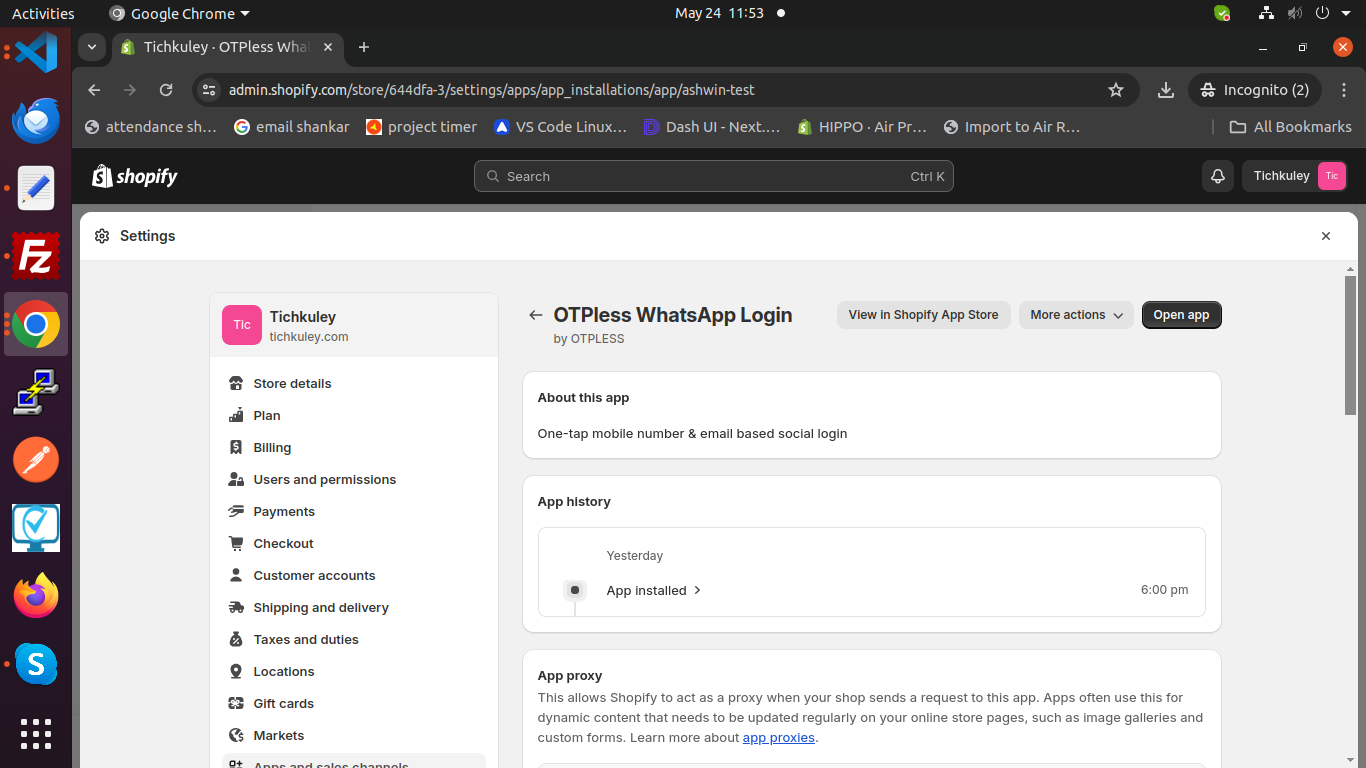 Activities
Google Chrome
May 24 11:53
Tichkuley · OTPless What
admin.shopify.com/store/644dfa-3/settings/apps/app_installations/app/ashwin-test
Incognito (2)
attendance sh…
email shankar
project timer
VS Code Linux…
Dash UI - Next.…
HIPPO · Air Pr…
Import to Air R…
All Bookmarks
shopify
Search
Ctrl K
Tichkuley
Tic
Settings
Tic
Tichkuley
tichkuley.com
Store details
Plan
Billing
Users and permissions
Payments
Checkout
Customer accounts
Shipping and delivery
Taxes and duties
Locations
Gift cards
Markets
Apps and sales channels
OTPless WhatsApp Login
by OTPLESS
View in Shopify App Store
More actions
Open app
About this app
One-tap mobile number & email based social login
App history
Yesterday
App installed
6:00 pm
App proxy
This allows Shopify to act as a proxy when your shop sends a request to this app. Apps often use this for
dynamic content that needs to be updated regularly on your online store pages, such as image galleries and
custom forms. Learn more about app proxies.